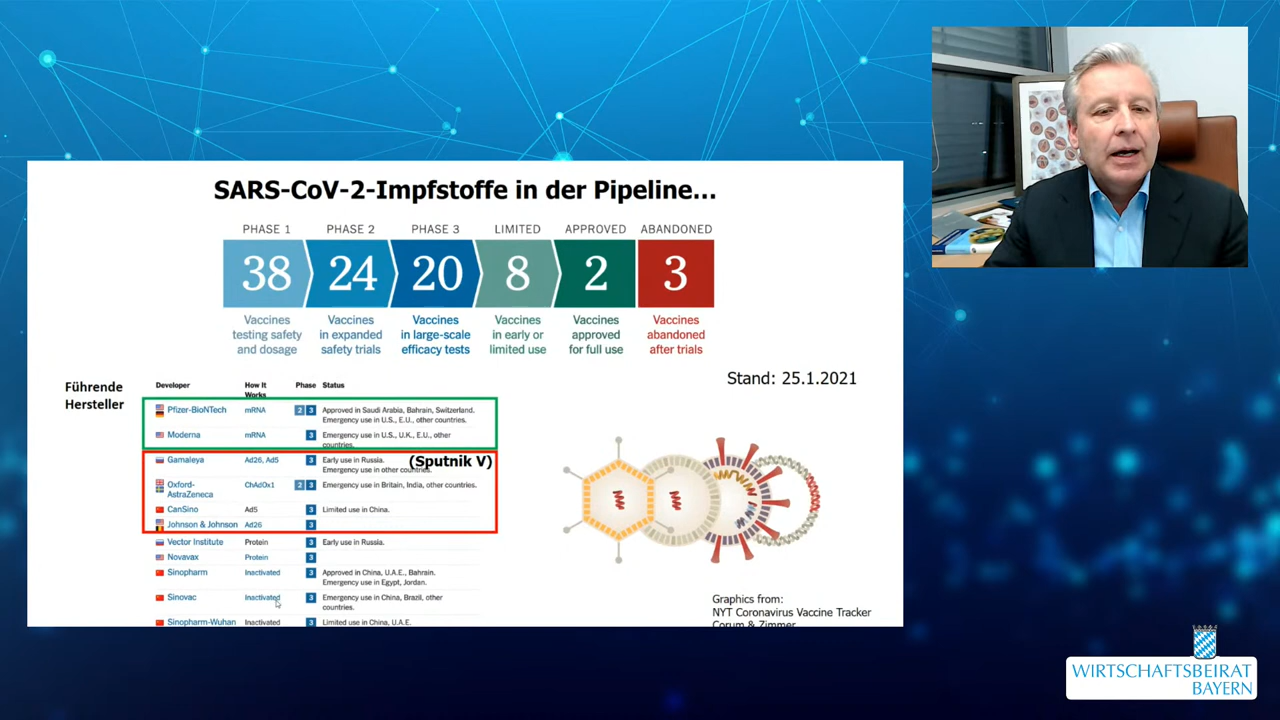 SARS-CoV-2-Impfstoffe in der Pipeline...
PHASE 1 PHASE 2 PHASE 3 LIMITED APPROVED ABANDONED
38 24 20 8 2 3
Vaccines testing safety and dosage
Vaccines in expanded safety trials
Vaccines in large-scale efficacy tests
Vaccines in early or limited use
Vaccines approved for full use
Vaccines abandoned after trials
Stand: 25.1.2021
Führende
Hersteller
Developer How It Works Phase Status
Pfizer-BioNTech mRNA 2 3 Approved in Saudi Arabia, Bahrain, Switzerland.
Emergency use in U.S., E.U., other countries.
Moderna mRNA 3 Emergency use in U.S., U.K., E.U., other
countries.
Gamaleya Ad26, Ad5 3 Early use in Russia.
Emergency use in other countries.
(Sputnik V)
Oxford-AstraZeneca ChAdOx1 2 3 Emergency use in Britain, India, other countries.
CanSino Ad5 3 Limited use in China.
Johnson & Johnson Ad26 3
Vector Institute Protein 3 Early use in Russia.
Novavax Protein 3
Sinopharm Inactivated 3 Approved in China, U.A.E., Bahrain.
Emergency use in Egypt, Jordan.
Sinovac Inactivated 3 Emergency use in China, Brazil, other
countries.
Sinopharm-Wuhan Inactivated 3 Limited use in China, U.A.E.
Graphics from:
NYT Coronavirus Vaccine Tracker
Corum & Zimmer
WIRTSCHAFTSBEIRAT
BAYERN